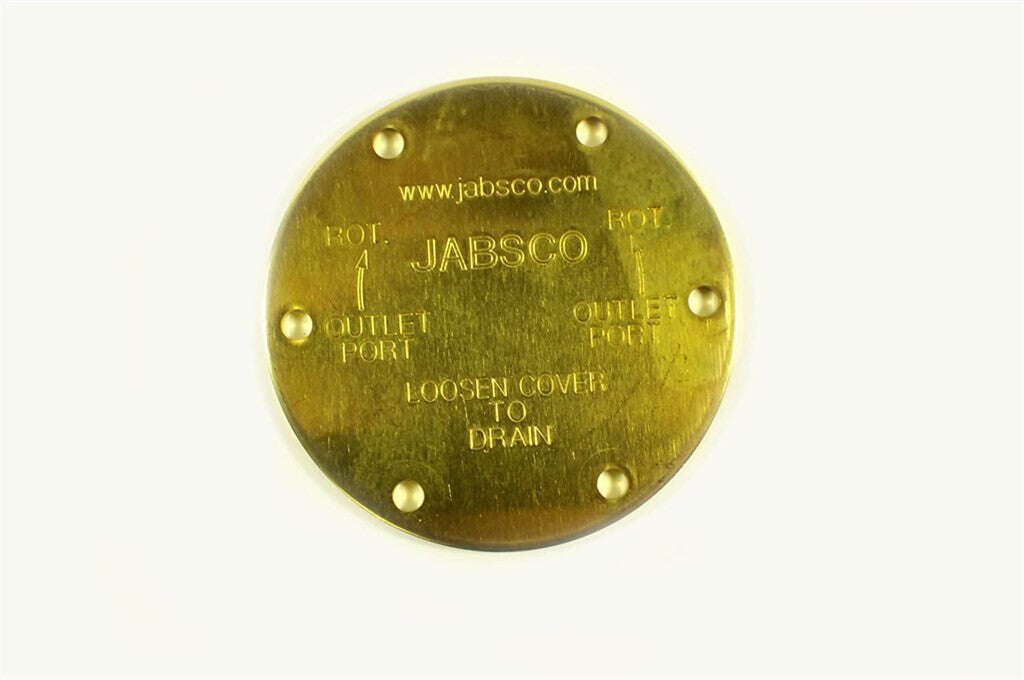 www.jabsco.com
ROT.
ROT.
JABSCO
OUTLET
PORT
OUTLET
PORT
LOOSEN COVER
TO
DRAIN